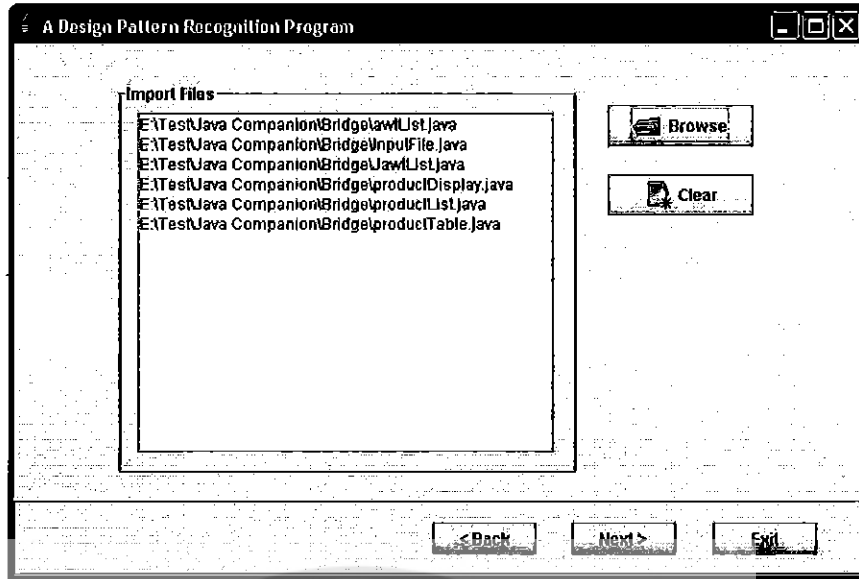 A Design Pattern Recognition Program
Import Files
E:\Test\Java Companion\Bridge\awtList.java
E:\Test\Java Companion\Bridge\InputFile.java
E:\Test\Java Companion\Bridge\JawtList.java
E:\Test\Java Companion\Bridge\productDisplay.java
E:\Test\Java Companion\Bridge\productList.java
E:\Test\Java Companion\Bridge\productTable.java
Browse
Clear
< Back
Next >
Exit